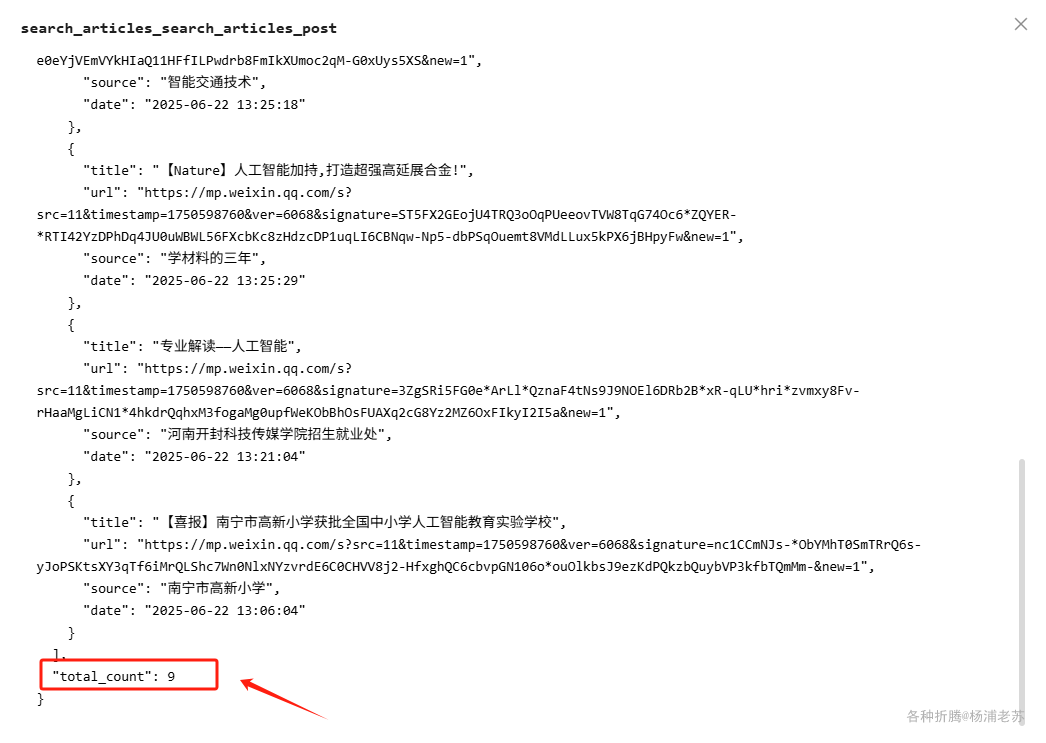 search_articles_search_articles_post
e0eYjVEmVYkHIaQ11HFfILPwdrb8FmIkXUmoc2qM-G0xUys5XS&new=1",
"source": "智能交通技术",
"date": "2025-06-22 13:25:18"
},
{
"title": "【Nature】人工智能加持,打造超强高延展合金!",
"url": "https://mp.weixin.qq.com/s?
src=11&timestamp=1750598760&ver=6068&signature=ST5FX2GEojU4TRQ3oOqPUeeovTVW8TqG74Oc6*ZQYER-
*RTI42YzDPhDq4JU0uWBWL56FXcbKc8zHdzcDP1uqLI6CBNqw-Np5-dbPSqOuemt8VMdLLux5kPX6jBHpyFw&new=1",
"source": "学材料的三年",
"date": "2025-06-22 13:25:29"
},
{
"title": "专业解读——人工智能",
"url": "https://mp.weixin.qq.com/s?
src=11&timestamp=1750598760&ver=6068&signature=3ZgSRi5FG0e*ArLl*QznaF4tNs9J9NOEl6DRb2B*xR-qLU*hri*zvmxy8Fv-
rHaaMgLiCN1*4hkdrQqhxM3fogaMg0upfWeKObBhOsFUAXq2cG8Yz2MZ6OxFIkyI2I5a&new=1",
"source": "河南开封科技传媒学院招生就业处",
"date": "2025-06-22 13:21:04"
},
{
"title": "【喜报】南宁市高新小学获批全国中小学人工智能教育实验学校",
"url": "https://mp.weixin.qq.com/s?src=11&timestamp=1750598760&ver=6068&signature=nc1CCmNJs-*ObYMhT0SmTRrQ6s-
yJoPSKtsXY3qTf6iMrQLShc7Wn0NlxNYzvrdE6C0CHVV8j2-HfxghQC6cbvpGN106o*ouOlkbsJ9ezKdPQkzbQuybVP3kfbTQmMm-&new=1",
"source": "南宁市高新小学",
"date": "2025-06-22 13:06:04"
}
],
"total_count": 9
}
各种折腾@杨浦老苏